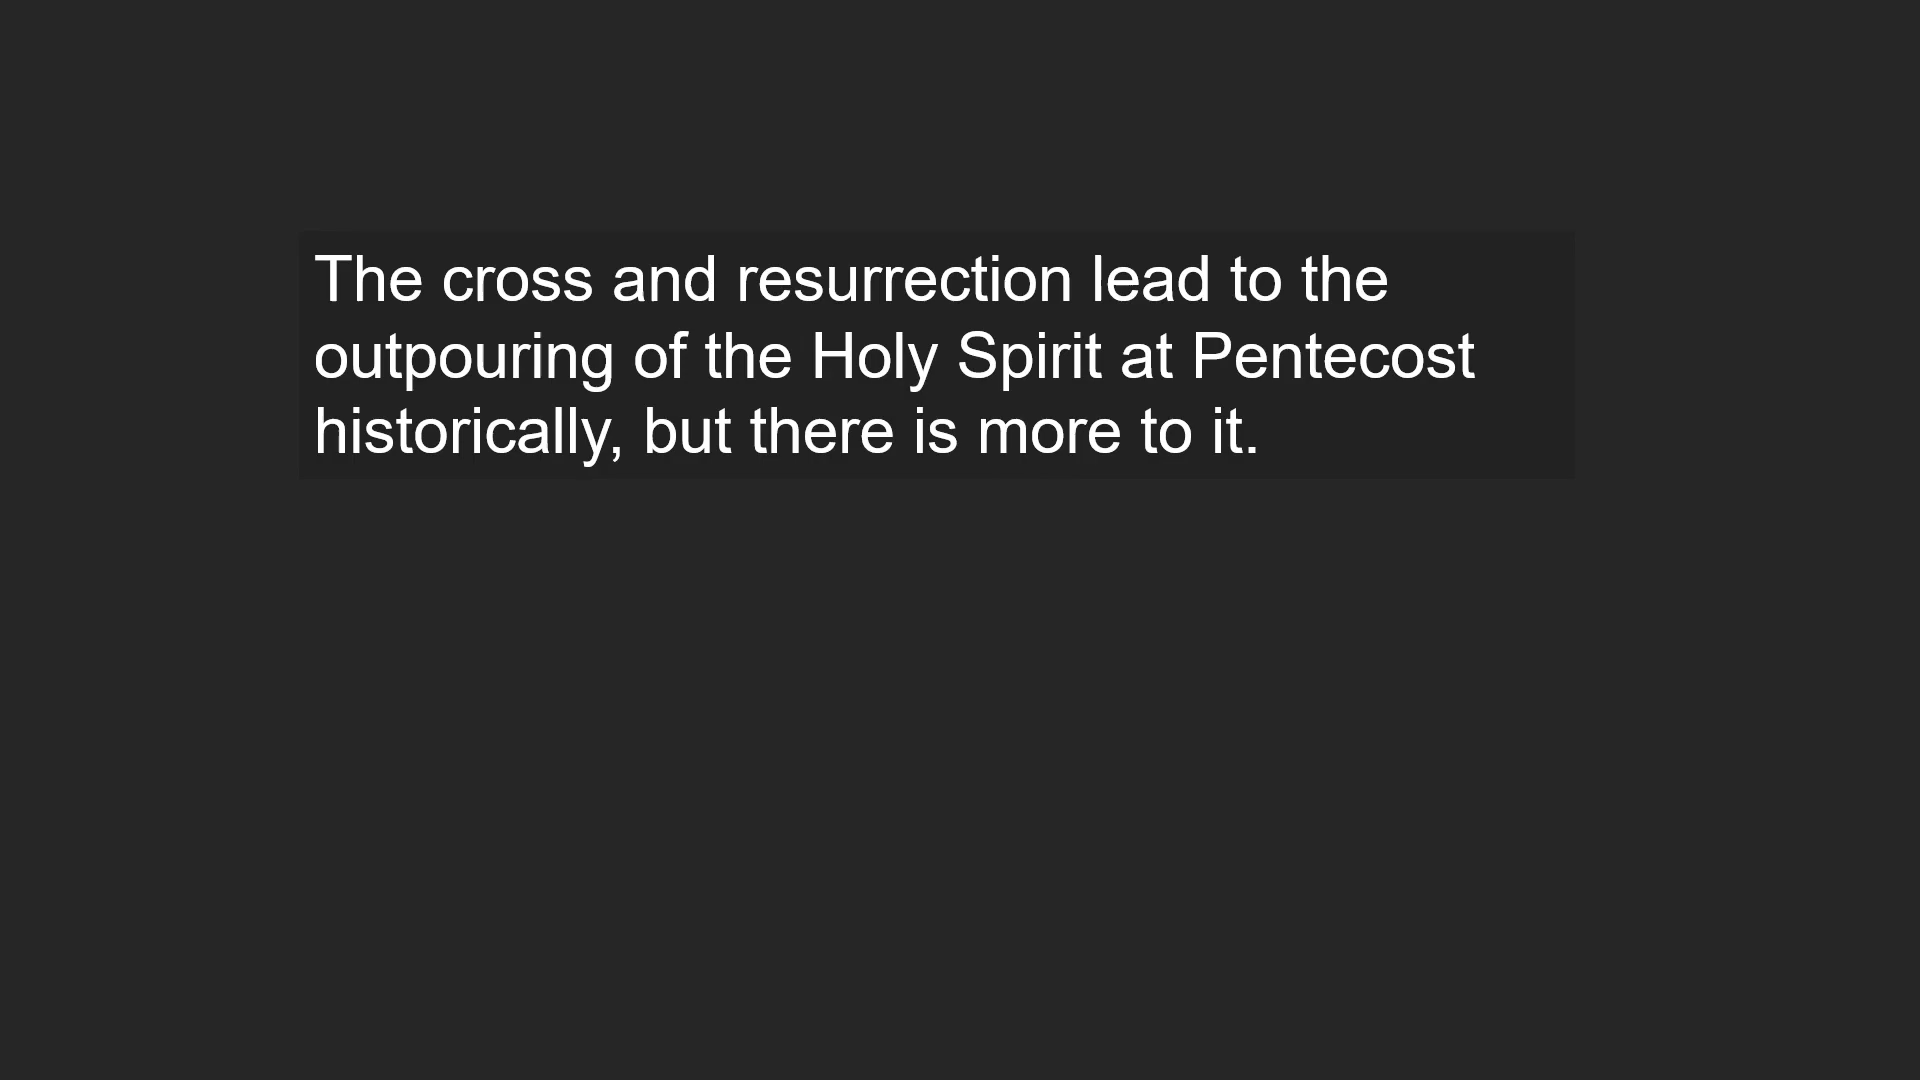 The cross and resurrection lead to the
outpouring of the Holy Spirit at Pentecost
historically, but there is more to it.